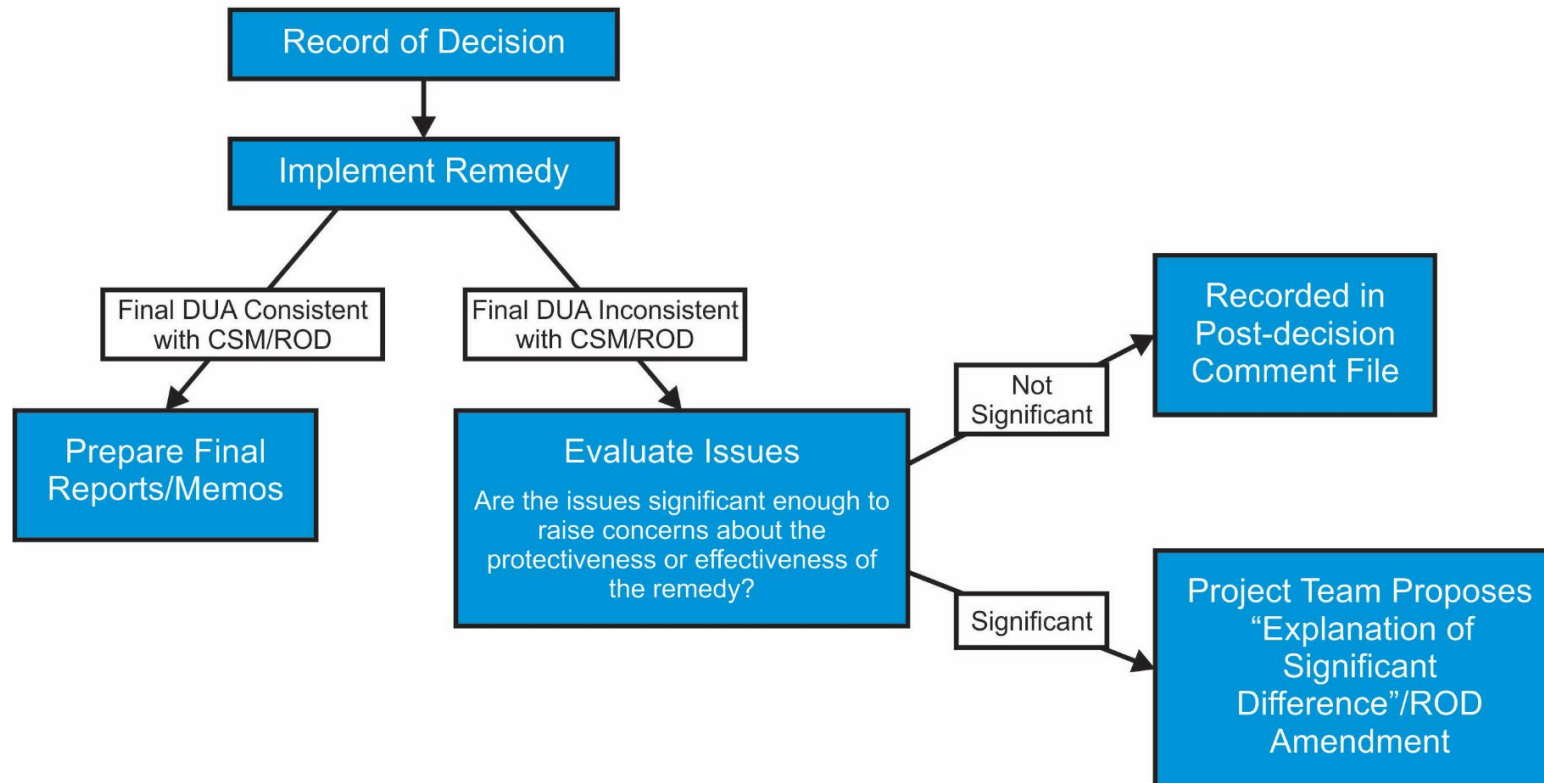 Record of Decision
Implement Remedy
Final DUA Consistent
with CSM/ROD
Final DUA Inconsistent
with CSM/ROD
Prepare Final
Reports/Memos
Evaluate Issues
Are the issues significant enough to
raise concerns about the
protectiveness or effectiveness of
the remedy?
Not
Significant
Recorded in
Post-decision
Comment File
Significant
Project Team Proposes
“Explanation of
Significant
Difference”/ROD
Amendment